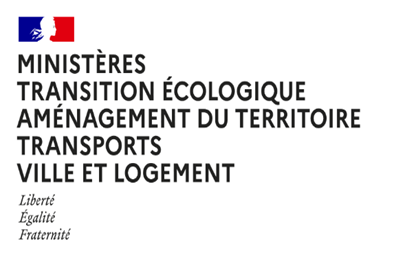 MINISTÈRES
TRANSITION ÉCOLOGIQUE
AMÉNAGEMENT DU TERRITOIRE
TRANSPORTS
VILLE ET LOGEMENT
Liberté
Égalité
Fraternité